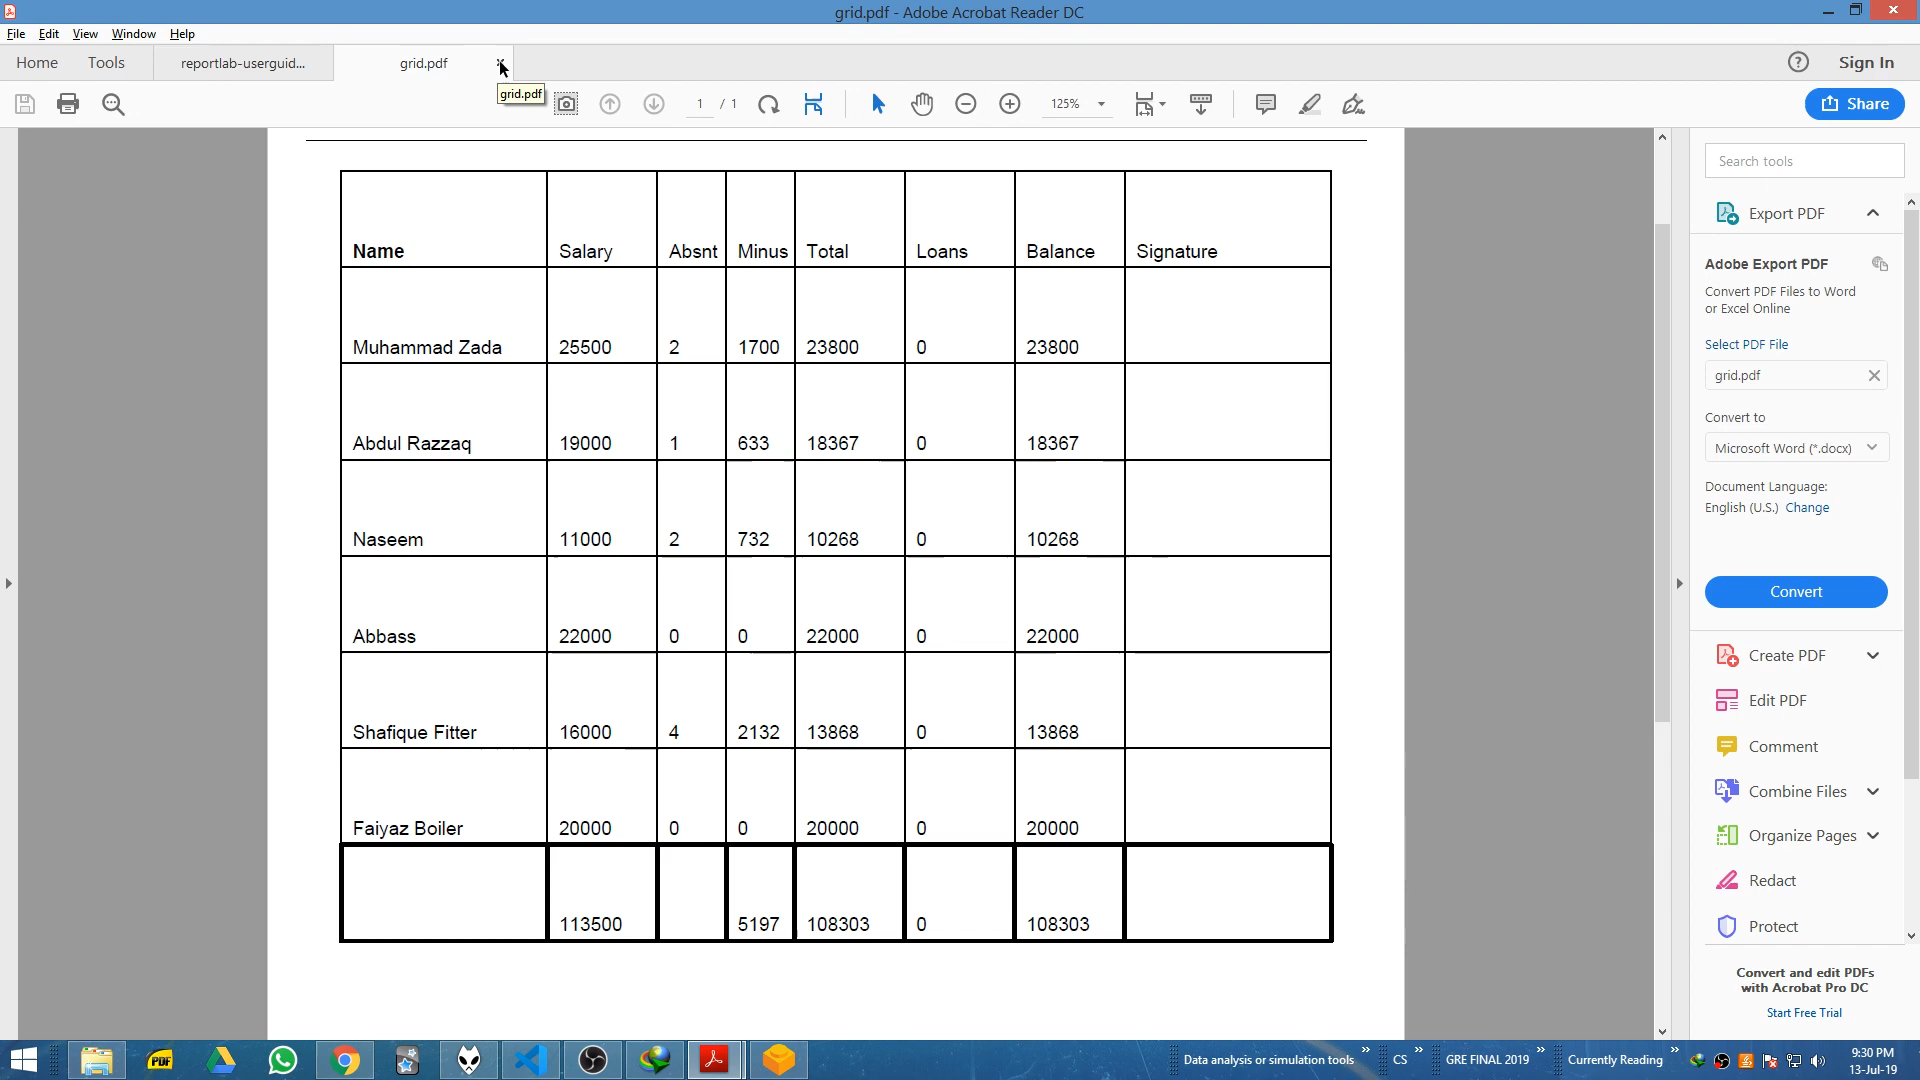 grid.pdf - Adobe Acrobat Reader DC
File Edit View Window Help
Home Tools reportlab-userguid... grid.pdf Sign In
grid.pdf
1 / 1 125% Share
Search tools
Export PDF
Adobe Export PDF
Convert PDF Files to Word
or Excel Online
Select PDF File
grid.pdf
Convert to
Microsoft Word (*.docx)
Document Language:
English (U.S.) Change
Convert
Create PDF
Edit PDF
Comment
Combine Files
Organize Pages
Redact
Protect
Convert and edit PDFs
with Acrobat Pro DC
Start Free Trial
Name Salary Absnt Minus Total Loans Balance Signature
Muhammad Zada 25500 2 1700 23800 0 23800
Abdul Razzaq 19000 1 633 18367 0 18367
Naseem 11000 2 732 10268 0 10268
Abbass 22000 0 0 22000 0 22000
Shafique Fitter 16000 4 2132 13868 0 13868
Faiyaz Boiler 20000 0 0 20000 0 20000
113500 5197 108303 0 108303
PDF
Data analysis or simulation tools » CS » GRE FINAL 2019 » Currently Reading »
9:30 PM
13-Jul-19